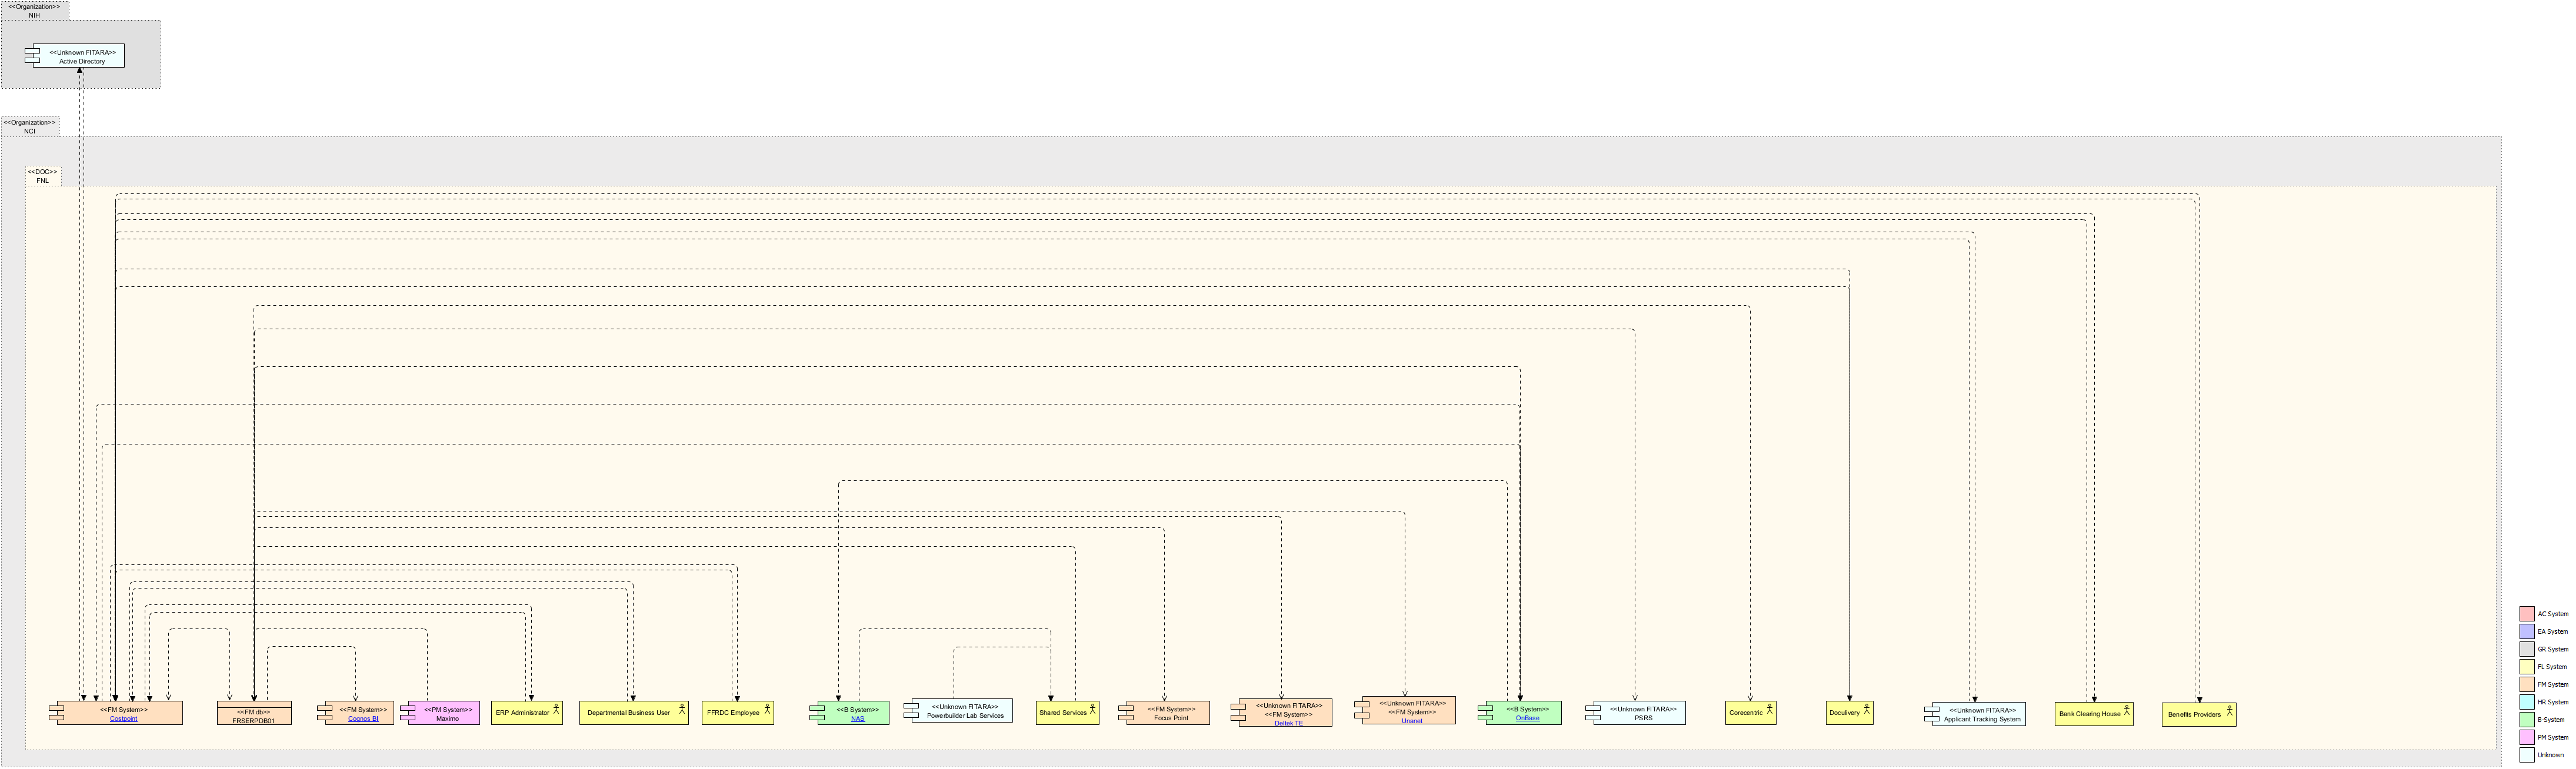 <<Organization>>
NIH
<<Unknown FITARA>>
Active Directory
<<Organization>>
NCI
<<DOC>>
FNL
<<FM System>>
Costpoint
<<FM db>>
FRSERPDB01
<<FM System>>
Cognos BI
<<PM System>>
Maximo
ERP Administrator
Departmental Business User
FFRDC Employee
<<B System>>
NAS
<<Unknown FITARA>>
Powerbuilder Lab Services
Shared Services
<<FM System>>
Focus Point
<<Unknown FITARA>>
<<FM System>>
Deltek TE
<<Unknown FITARA>>
<<FM System>>
Unanet
<<B System>>
OnBase
<<Unknown FITARA>>
PSRS
Corecentric
Doculivery
<<Unknown FITARA>>
Applicant Tracking System
Bank Clearing House
Benefits Providers
AC System
EA System
GR System
FL System
FM System
HR System
B-System
PM System
Unknown